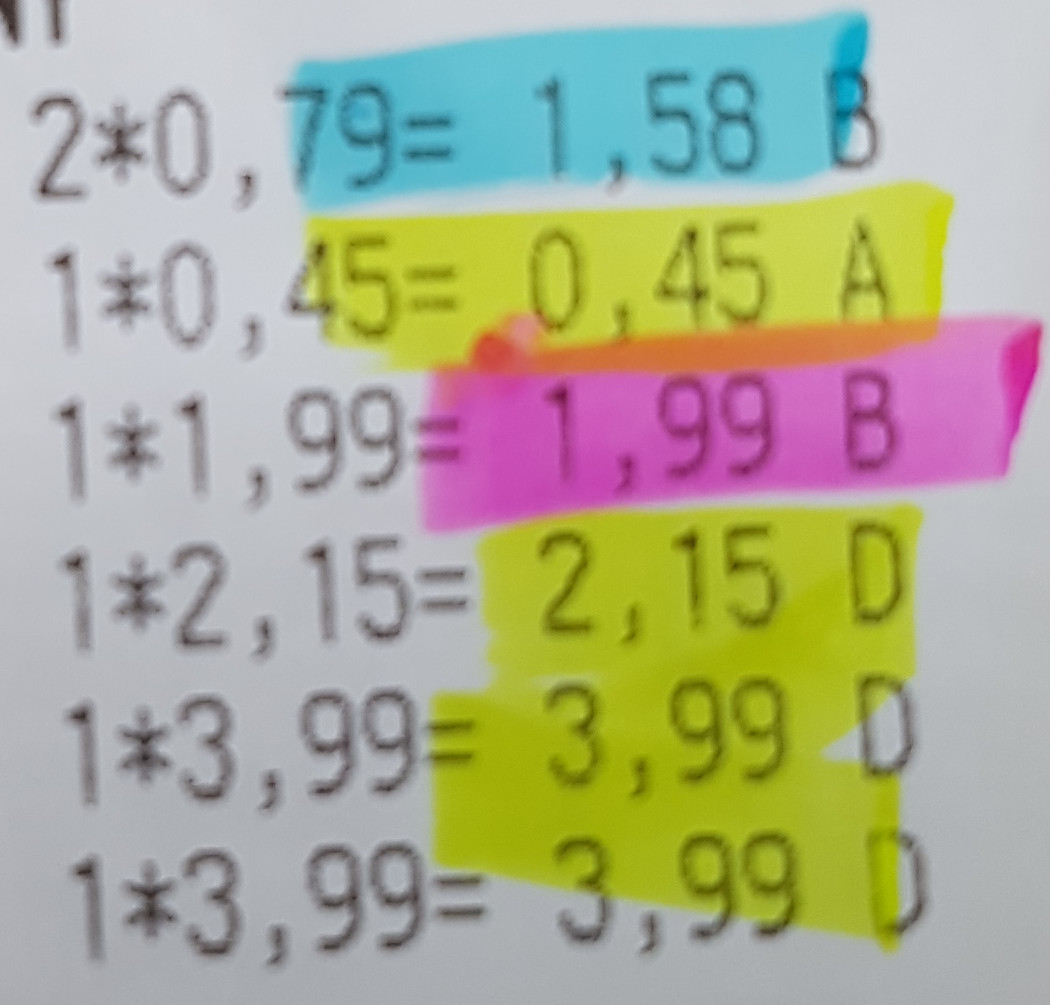 2*0,79= 1,58 B
1*0,45= 0,45 A
1*1,99= 1,99 B
1*2,15= 2,15 D
1*3,99= 3,99 D
1*3,99= 3,99 D